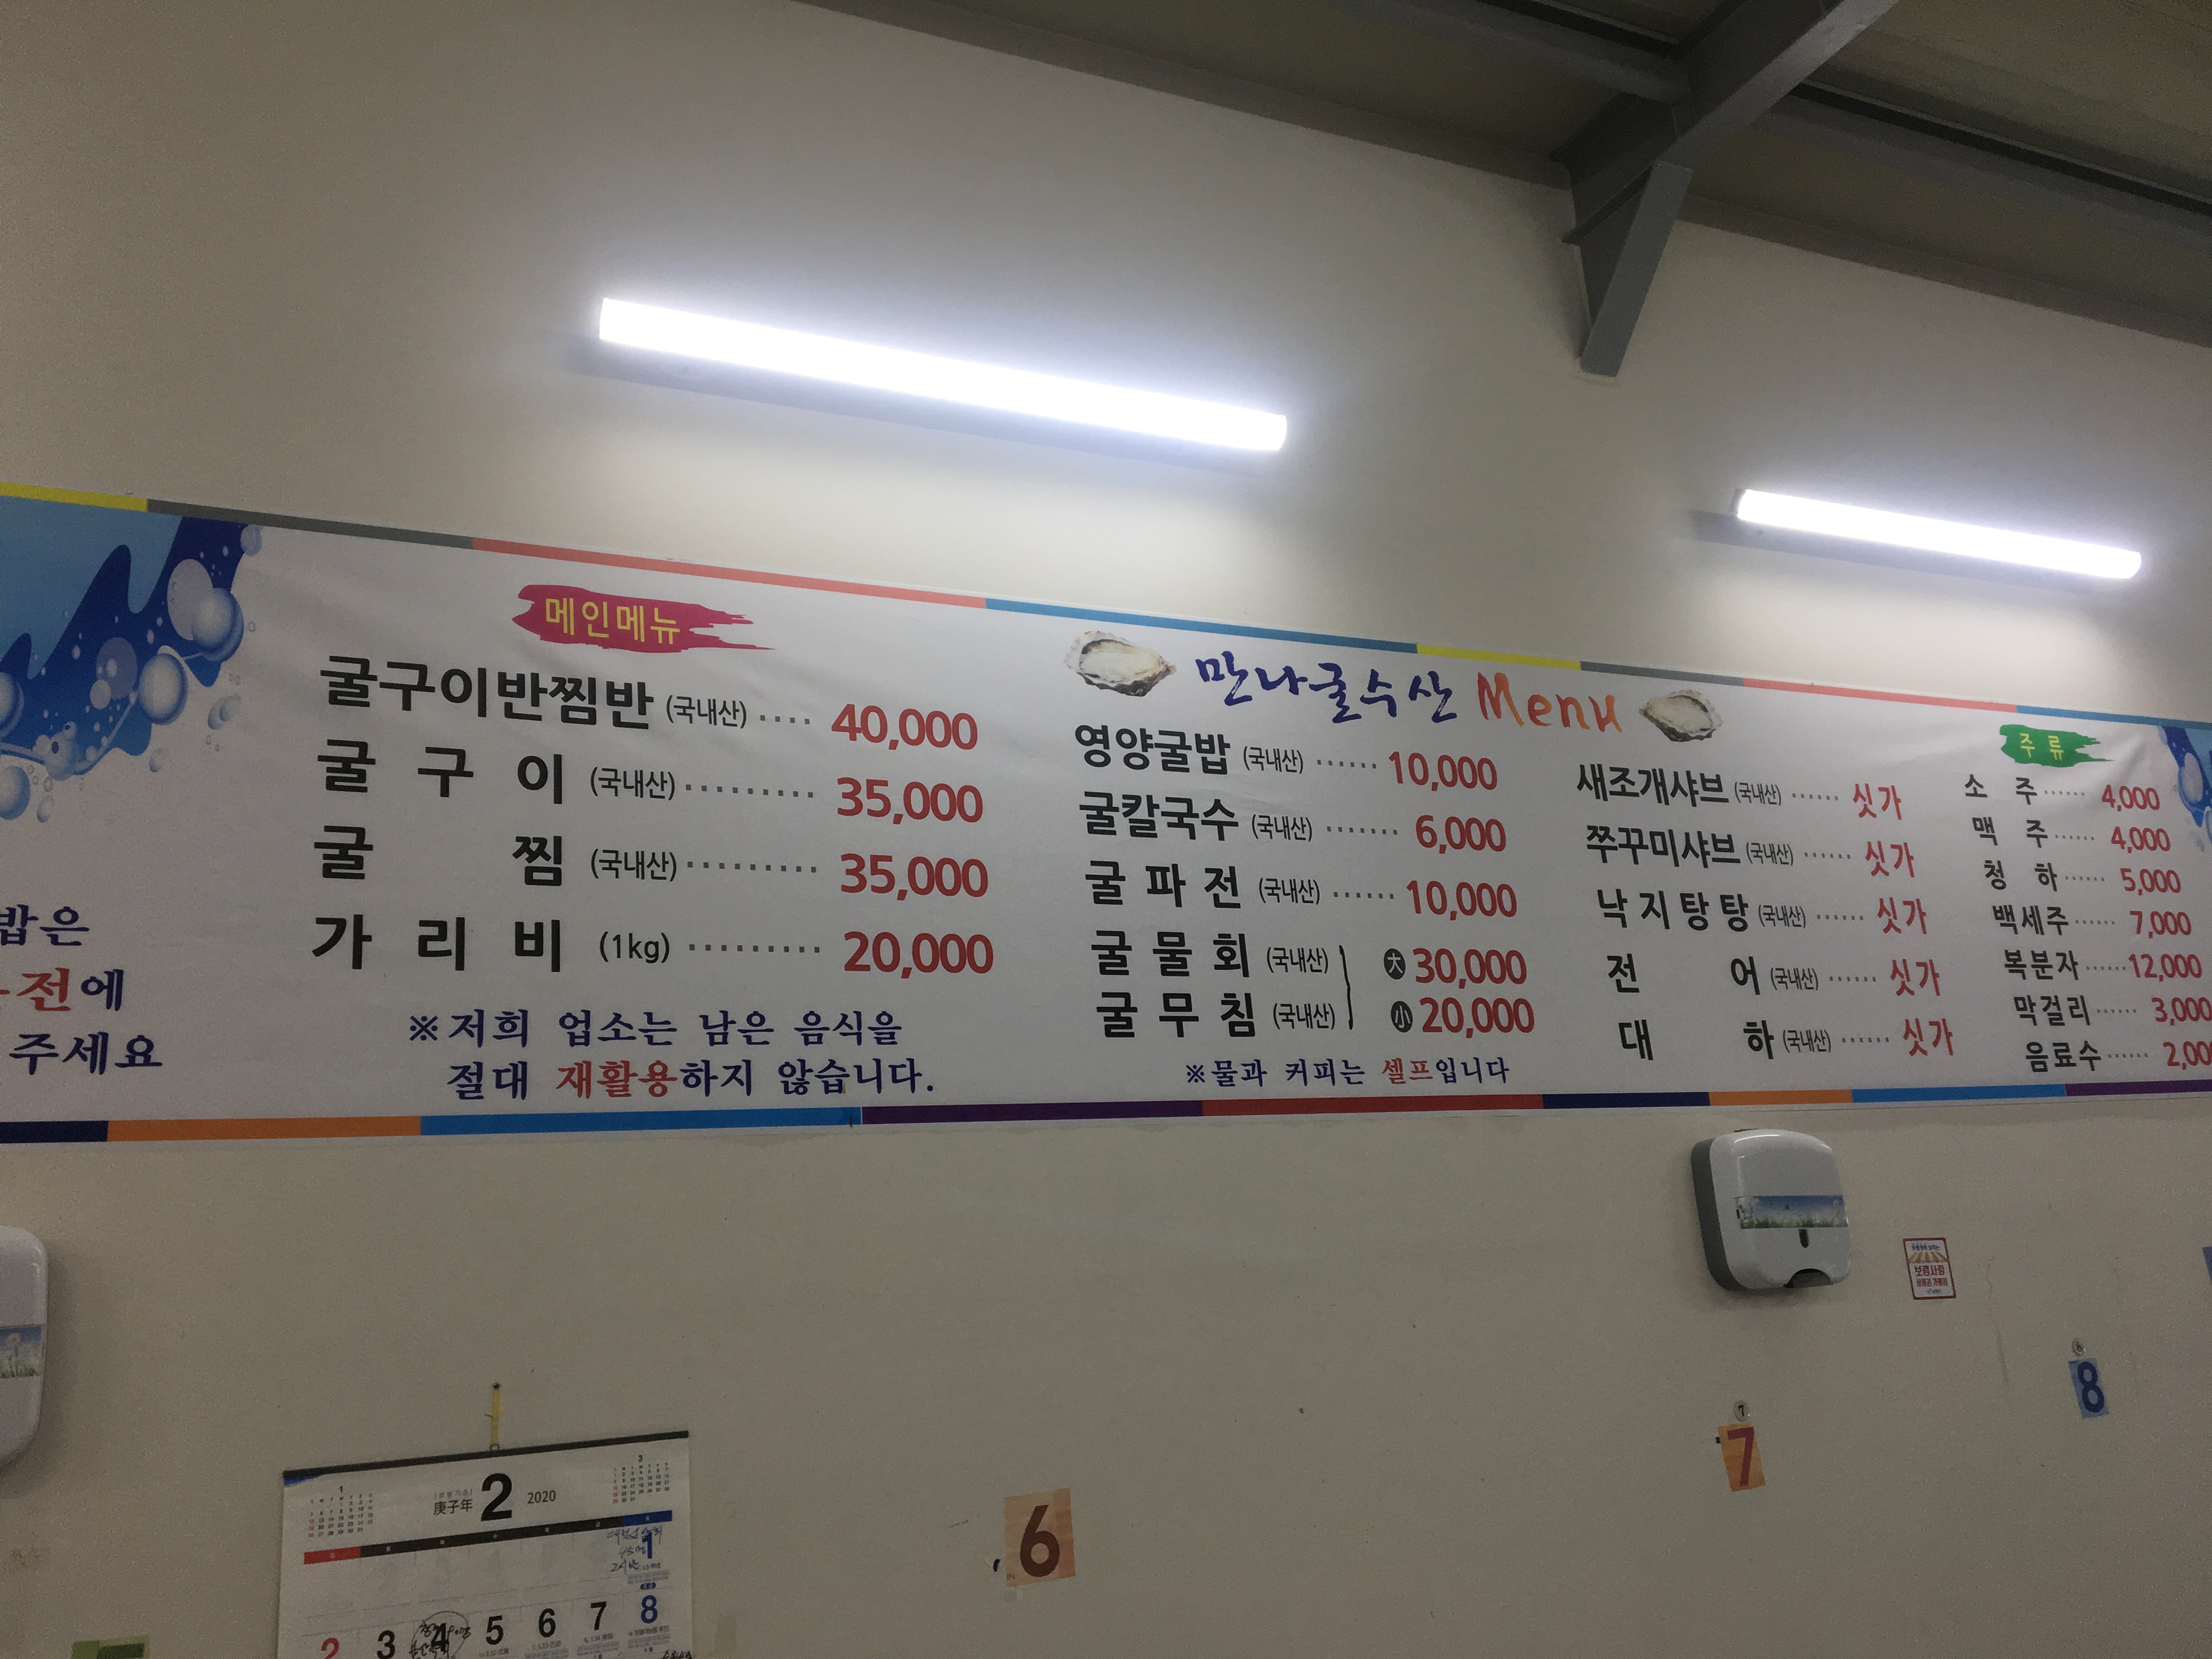 밥은
전에
주세요
메인메뉴
굴구이반찜반 (국내산) .... 40,000
굴 구 이 (국내산) ......... 35,000
굴 찜 (국내산) ......... 35,000
가 리 비 (1kg) ......... 20,000
※저희 업소는 남은 음식을
절대 재활용하지 않습니다.
만나굴수산 Menu
영양굴밥 (국내산) ...... 10,000
굴칼국수 (국내산) ....... 6,000
굴 파 전 (국내산) ...... 10,000
굴 물 회 (국내산) 大 30,000
굴 무 침 (국내산) 小 20,000
※물과 커피는 셀프입니다
새조개샤브 (국내산) ...... 싯가
쭈꾸미샤브 (국내산) ...... 싯가
낙 지 탕 탕 (국내산) ...... 싯가
전 어 (국내산) ...... 싯가
대 하 (국내산) ...... 싯가
주 류
소 주 ...... 4,000
맥 주 ...... 4,000
청 하 ...... 5,000
백세주 ...... 7,000
복분자 ...... 12,000
막걸리 ...... 3,000
음료수 ...... 2,00
보령사랑
8
7
7
6
庚子年 2 2020
1
3
1
2 3 4 5 6 7 8